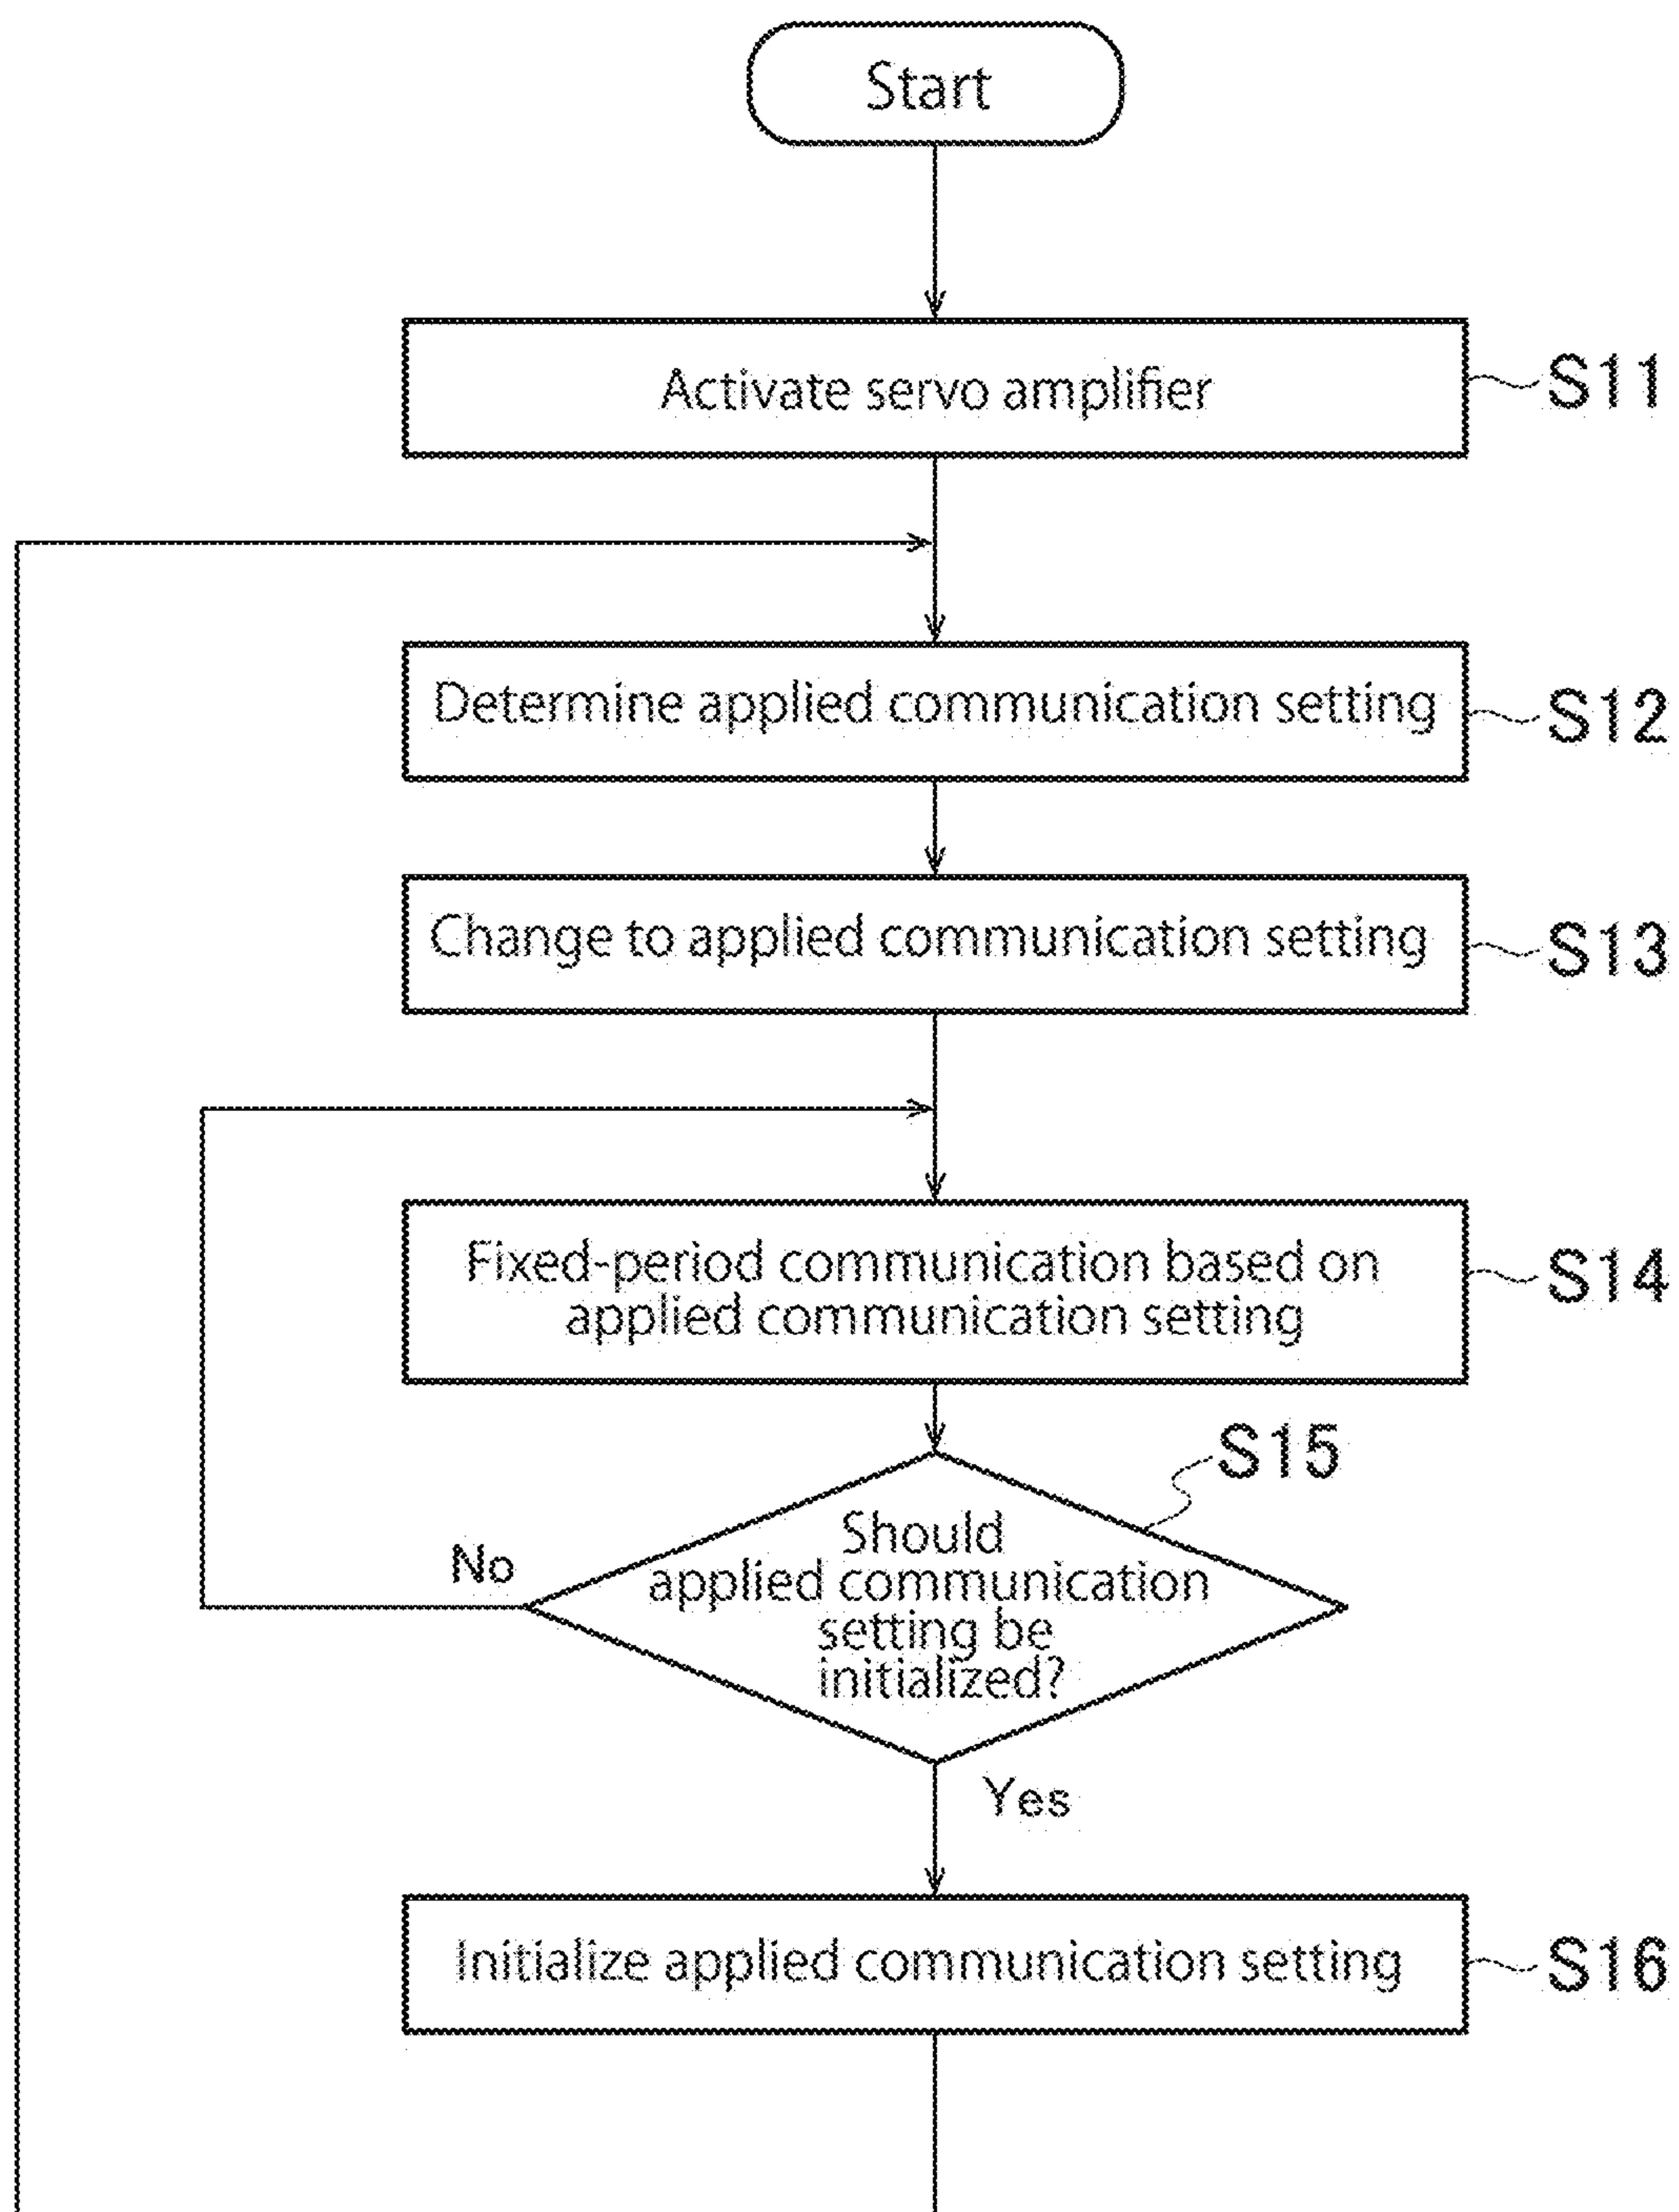 Start
Activate servo amplifier
S11
Determine applied communication setting
S12
Change to applied communication setting
S13
Fixed-period communication based on
applied communication setting
S14
S15
Should
applied communication
setting be
initialized?
No
Yes
Initialize applied communication setting
S16